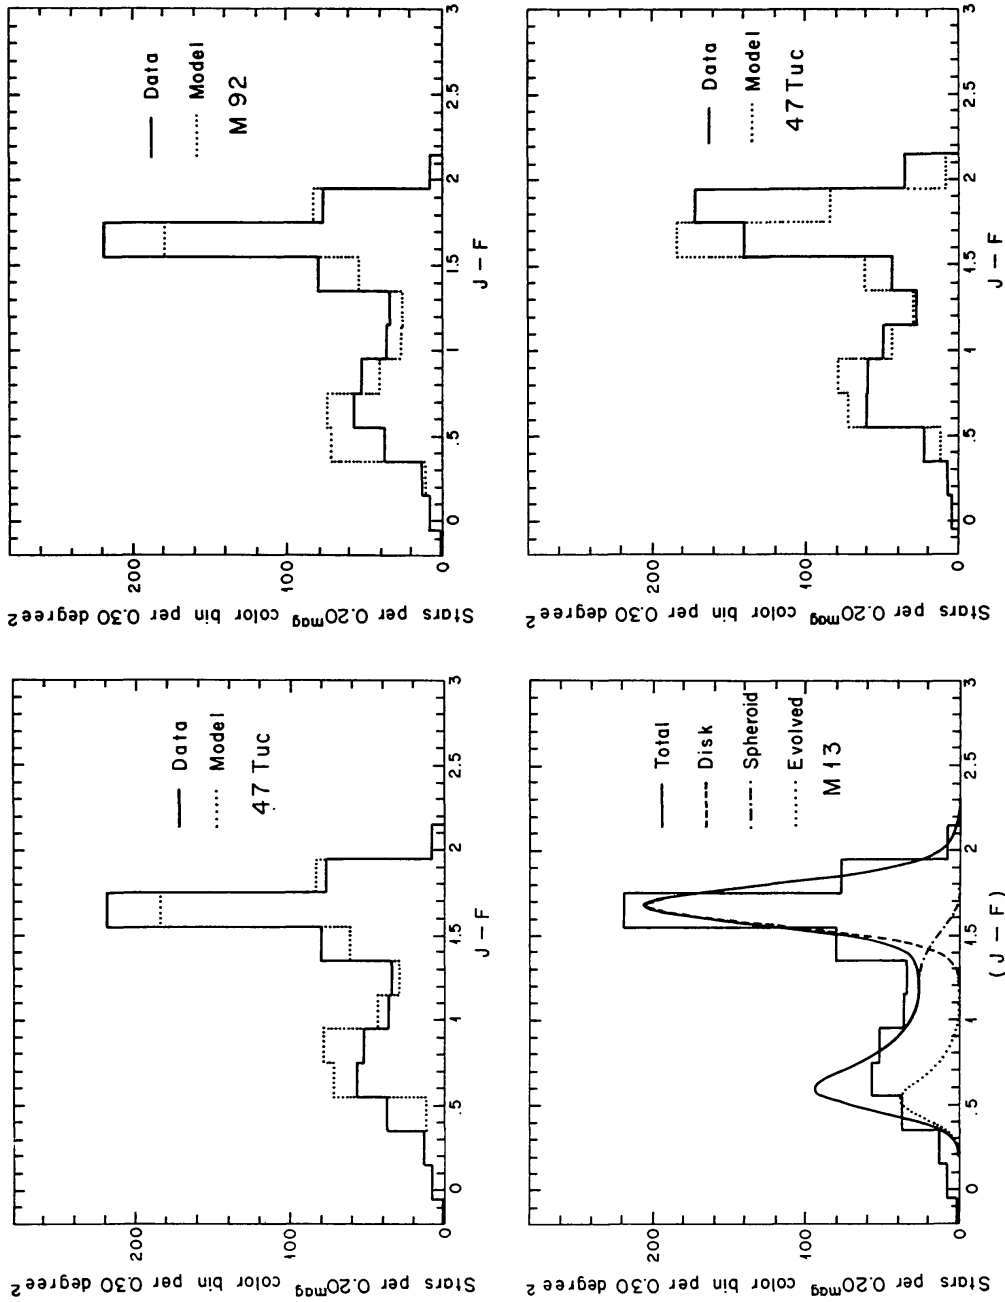 Stars per 0.20mag color bin per 0.30 degree2
200
100
0
Data
Model
47 Tuc
0 .5 1 1.5 2 2.5 3
J – F
Stars per 0.20mag color bin per 0.30 degree2
200
100
0
Data
Model
M 92
0 .5 1 1.5 2 2.5 3
J – F
Stars per 0.20mag color bin per 0.30 degree2
200
100
0
Total
Disk
Spheroid
Evolved
M 13
0 .5 1 1.5 2 2.5 3
(J – F)
Stars per 0.20mag color bin per 0.30 degree2
200
100
0
Data
Model
47 Tuc
0 .5 1 1.5 2 2.5 3
J – F